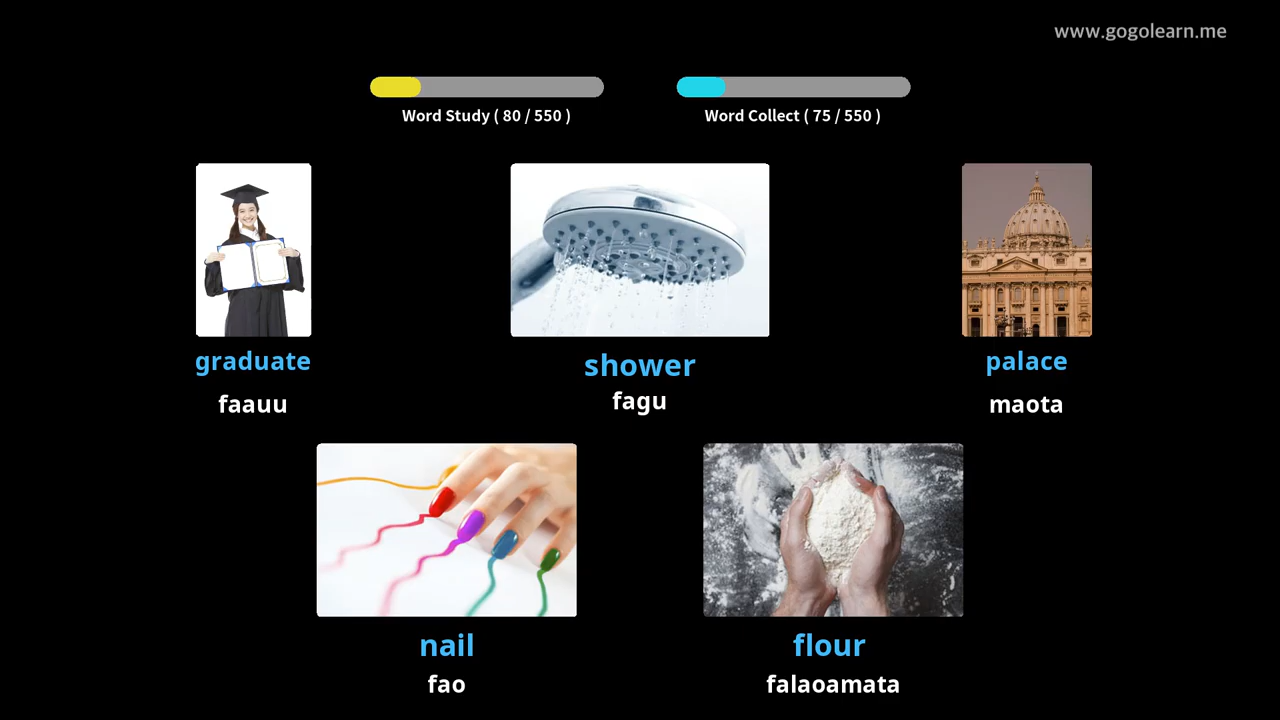 www.gogolearn.me
Word Study ( 80 / 550 )
Word Collect ( 75 / 550 )
graduate
faauu
shower
fagu
palace
maota
nail
fao
flour
falaoamata